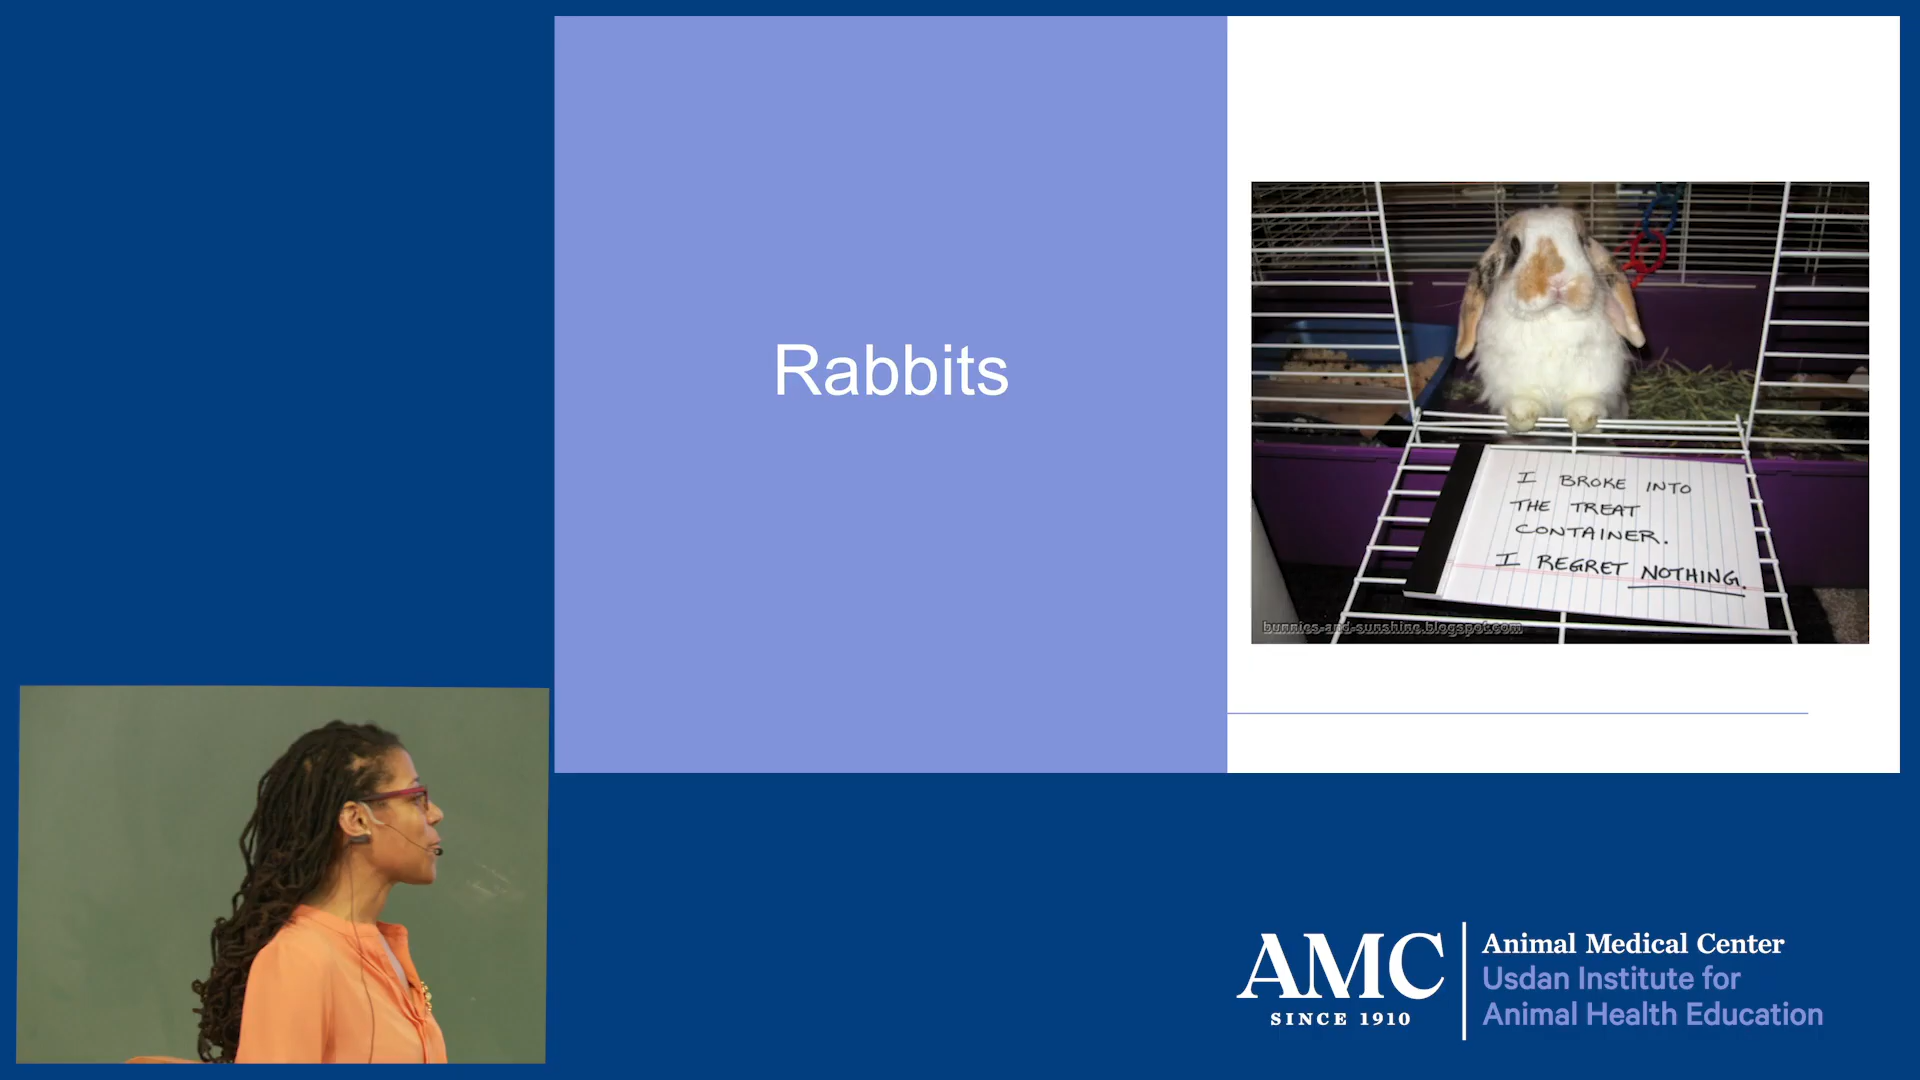 Rabbits
I BROKE INTO
THE TREAT
CONTAINER.
I REGRET NOTHING.
bunnies-and-sunshine.blogspot.com
AMC
SINCE 1910
Animal Medical Center
Usdan Institute for
Animal Health Education